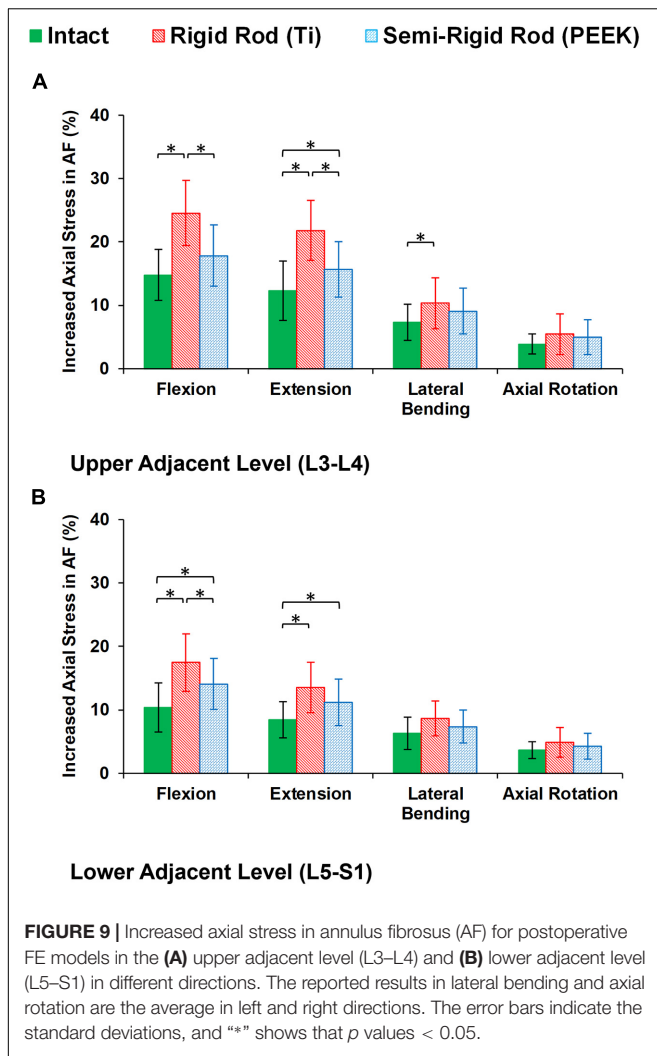 Intact Rigid Rod (Ti) Semi-Rigid Rod (PEEK)
A
Increased Axial Stress in AF (%)
40
30
20
10
0
* * * * * *
Flexion Extension Lateral Bending Axial Rotation
Upper Adjacent Level (L3-L4)
B
Increased Axial Stress in AF (%)
40
30
20
10
0
* * * * *
Flexion Extension Lateral Bending Axial Rotation
Lower Adjacent Level (L5-S1)
FIGURE 9 | Increased axial stress in annulus fibrosus (AF) for postoperative
FE models in the (A) upper adjacent level (L3–L4) and (B) lower adjacent level
(L5–S1) in different directions. The reported results in lateral bending and axial
rotation are the average in left and right directions. The error bars indicate the
standard deviations, and “*” shows that p values < 0.05.